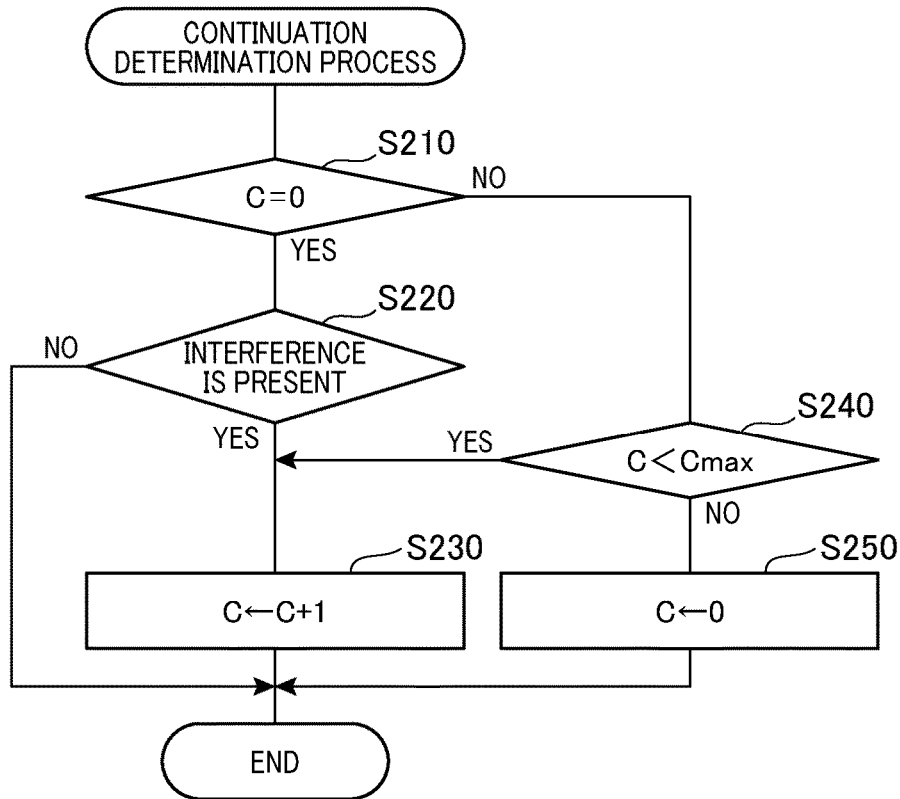 CONTINUATION
DETERMINATION PROCESS
S210
C=0
NO
YES
S220
NO
INTERFERENCE
IS PRESENT
YES
S240
YES
C<Cmax
NO
S230
C←C+1
S250
C←0
END